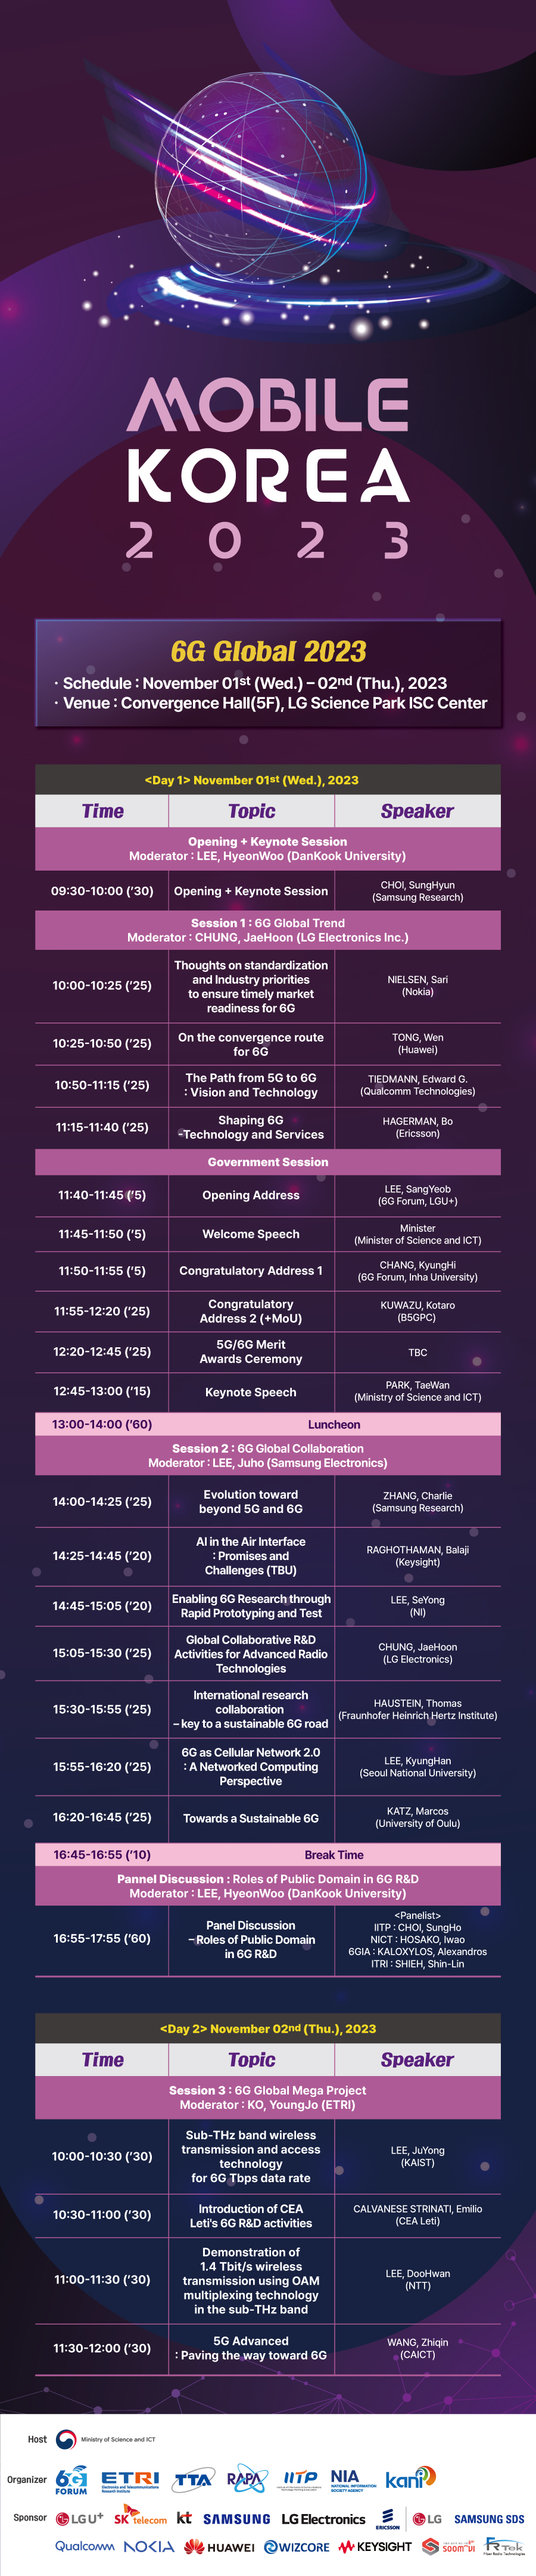 MOBILE
KOREA
2023
6G Global 2023
· Schedule : November 01st (Wed.) – 02nd (Thu.), 2023
· Venue : Convergence Hall(5F), LG Science Park ISC Center
<Day 1> November 01st (Wed.), 2023
Time Topic Speaker
Opening + Keynote Session
Moderator : LEE, HyeonWoo (DanKook University)
09:30-10:00 ('30) Opening + Keynote Session CHOI, SungHyun
(Samsung Research)
Session 1 : 6G Global Trend
Moderator : CHUNG, JaeHoon (LG Electronics Inc.)
10:00-10:25 ('25)
Thoughts on standardization
and Industry priorities
to ensure timely market
readiness for 6G
NIELSEN, Sari
(Nokia)
10:25-10:50 ('25)
On the convergence route
for 6G
TONG, Wen
(Huawei)
10:50-11:15 ('25)
The Path from 5G to 6G
: Vision and Technology
TIEDMANN, Edward G.
(Qualcomm Technologies)
11:15-11:40 ('25)
Shaping 6G
-Technology and Services
HAGERMAN, Bo
(Ericsson)
Government Session
11:40-11:45 ('5)
Opening Address
LEE, SangYeob
(6G Forum, LGU+)
11:45-11:50 ('5)
Welcome Speech
Minister
(Minister of Science and ICT)
11:50-11:55 ('5)
Congratulatory Address 1
CHANG, KyungHi
(6G Forum, Inha University)
11:55-12:20 ('25)
Congratulatory
Address 2 (+MoU)
KUWAZU, Kotaro
(B5GPC)
12:20-12:45 ('25)
5G/6G Merit
Awards Ceremony
TBC
12:45-13:00 ('15)
Keynote Speech
PARK, TaeWan
(Ministry of Science and ICT)
13:00-14:00 ('60) Luncheon
Session 2 : 6G Global Collaboration
Moderator : LEE, Juho (Samsung Electronics)
14:00-14:25 ('25)
Evolution toward
beyond 5G and 6G
ZHANG, Charlie
(Samsung Research)
14:25-14:45 ('20)
AI in the Air Interface
: Promises and
Challenges (TBU)
RAGHOTHAMAN, Balaji
(Keysight)
14:45-15:05 ('20)
Enabling 6G Research through
Rapid Prototyping and Test
LEE, SeYong
(NI)
15:05-15:30 ('25)
Global Collaborative R&D
Activities for Advanced Radio
Technologies
CHUNG, JaeHoon
(LG Electronics)
15:30-15:55 ('25)
International research
collaboration
– key to a sustainable 6G road
HAUSTEIN, Thomas
(Fraunhofer Heinrich Hertz Institute)
15:55-16:20 ('25)
6G as Cellular Network 2.0
: A Networked Computing
Perspective
LEE, KyungHan
(Seoul National University)
16:20-16:45 ('25)
Towards a Sustainable 6G
KATZ, Marcos
(University of Oulu)
16:45-16:55 ('10) Break Time
Pannel Discussion : Roles of Public Domain in 6G R&D
Moderator : LEE, HyeonWoo (DanKook University)
16:55-17:55 ('60)
Panel Discussion
– Roles of Public Domain
in 6G R&D
<Panelist>
IITP : CHOI, SungHo
NICT : HOSAKO, Iwao
6GIA : KALOXYLOS, Alexandros
ITRI : SHIEH, Shin-Lin
<Day 2> November 02nd (Thu.), 2023
Time Topic Speaker
Session 3 : 6G Global Mega Project
Moderator : KO, YoungJo (ETRI)
10:00-10:30 ('30)
Sub-THz band wireless
transmission and access
technology
for 6G Tbps data rate
LEE, JuYong
(KAIST)
10:30-11:00 ('30)
Introduction of CEA
Leti's 6G R&D activities
CALVANESE STRINATI, Emilio
(CEA Leti)
11:00-11:30 ('30)
Demonstration of
1.4 Tbit/s wireless
transmission using OAM
multiplexing technology
in the sub-THz band
LEE, DooHwan
(NTT)
11:30-12:00 ('30)
5G Advanced
: Paving the way toward 6G
WANG, Zhiqin
(CAICT)
Host Ministry of Science and ICT
Organizer 6G FORUM ETRI Electronics and Telecommunications Research Institute TTA RAPA IITP NIA NATIONAL INFORMATION SOCIETY AGENCY kani
Sponsor LG U+ SK telecom kt SAMSUNG LG Electronics ERICSSON LG SAMSUNG SDS
Qualcomm NOKIA HUAWEI WIZCORE KEYSIGHT SOOMVI FRTek Fiber Radio Technologies